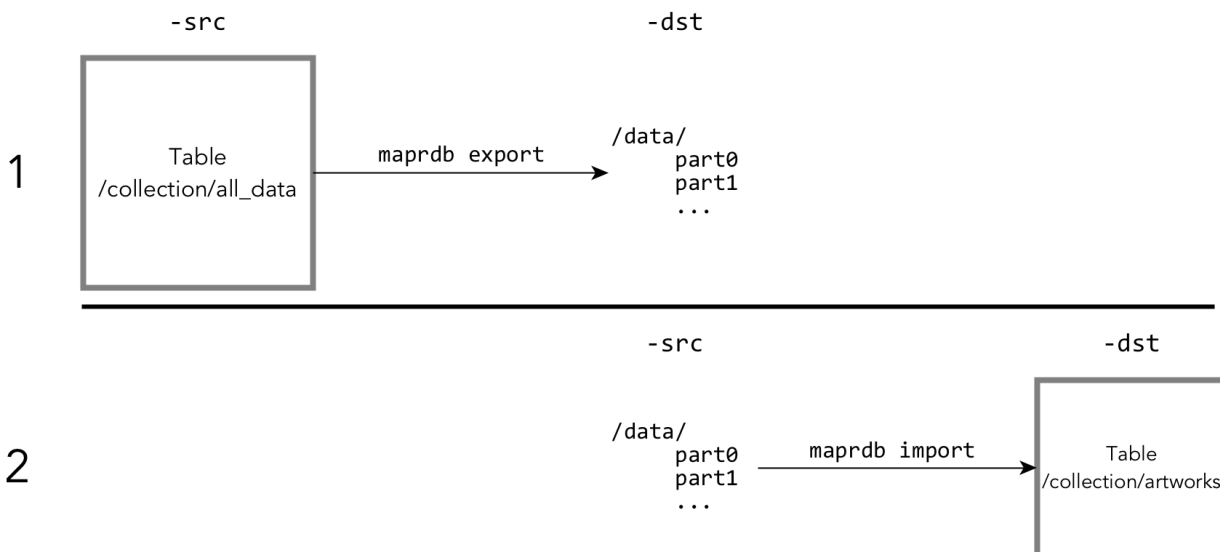 -src
-dst
1
Table
/collection/all_data
maprdb export
/data/
part0
part1
...
-src
-dst
2
/data/
part0
part1
...
maprdb import
Table
/collection/artworks